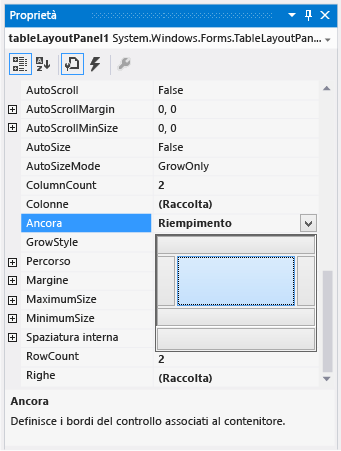 Proprietà
tableLayoutPanel1 System.Windows.Forms.TableLayoutPan...
AutoScroll False
AutoScrollMargin 0, 0
AutoScrollMinSize 0, 0
AutoSize False
AutoSizeMode GrowOnly
ColumnCount 2
Colonne (Raccolta)
Ancora Riempimento
GrowStyle
Percorso
Margine
MaximumSize
MinimumSize
Spaziatura interna
RowCount 2
Righe (Raccolta)
Ancora
Definisce i bordi del controllo associati al contenitore.